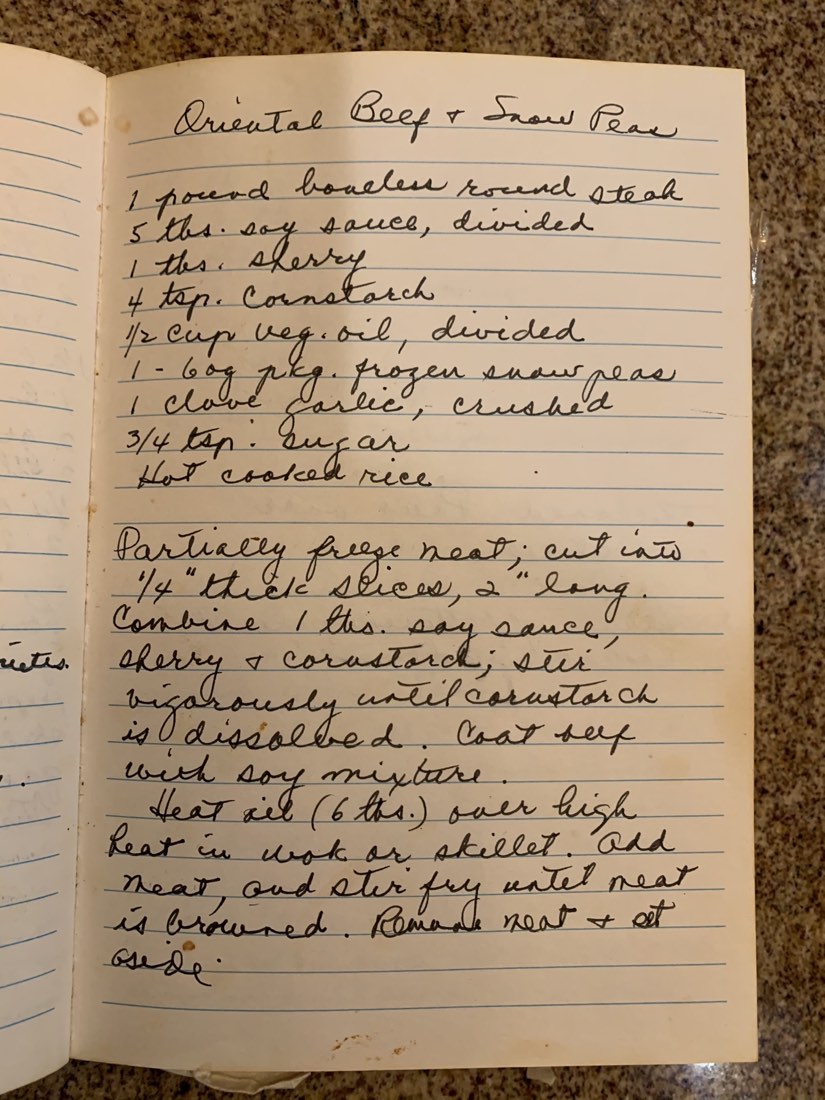 Oriental Beef & Snow Peas
1 pound boneless round steak
5 tbs. soy sauce, divided
1 tbs. sherry
4 tsp. cornstarch
1/2 cup veg. oil, divided
1 - 6 oz pkg. frozen snow peas
1 clove garlic, crushed
3/4 tsp. sugar
Hot cooked rice
Partially freeze meat; cut into
1/4" thick slices, 2" long.
Combine 1 tbs. soy sauce,
sherry & cornstarch; stir
vigorously until cornstarch
is dissolved. Coat beef
with soy mixture.
Heat oil (6 tbs.) over high
heat in wok or skillet. Add
meat, and stir fry until meat
is browned. Remove meat & set
aside.